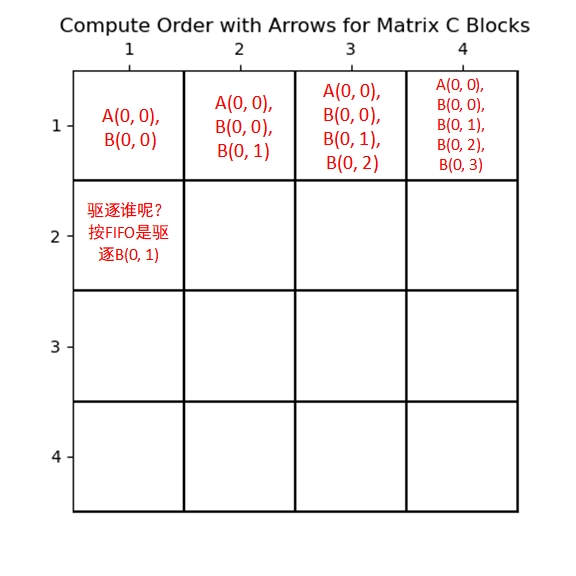 Compute Order with Arrows for Matrix C Blocks
1 2 3 4
1
A(0, 0),
B(0, 0)
A(0, 0),
B(0, 0),
B(0, 1)
A(0, 0),
B(0, 0),
B(0, 1),
B(0, 2)
A(0, 0),
B(0, 0),
B(0, 1),
B(0, 2),
B(0, 3)
2
驱逐谁呢?
按FIFO是驱
逐B(0, 1)
3
4